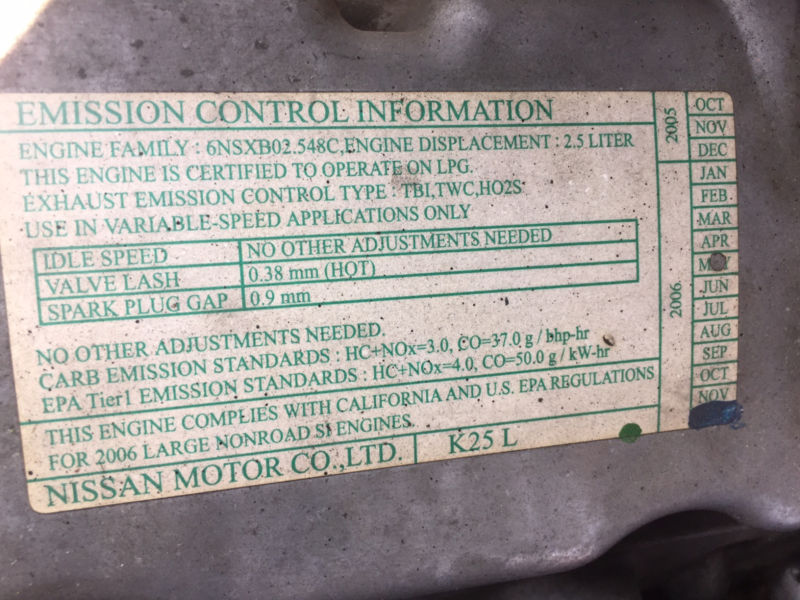 EMISSION CONTROL INFORMATION
ENGINE FAMILY : 6NSXB02.548C,ENGINE DISPLACEMENT : 2.5 LITER
THIS ENGINE IS CERTIFIED TO OPERATE ON LPG.
EXHAUST EMISSION CONTROL TYPE : TBI,TWC,HO2S
USE IN VARIABLE-SPEED APPLICATIONS ONLY
IDLE SPEED NO OTHER ADJUSTMENTS NEEDED
VALVE LASH 0.38 mm (HOT)
SPARK PLUG GAP 0.9 mm
NO OTHER ADJUSTMENTS NEEDED.
CARB EMISSION STANDARDS : HC+NOx=3.0, CO=37.0 g / bhp-hr
EPA Tier1 EMISSION STANDARDS : HC+NOx=4.0, CO=50.0 g / kW-hr
THIS ENGINE COMPLIES WITH CALIFORNIA AND U.S. EPA REGULATIONS
FOR 2006 LARGE NONROAD SI ENGINES.
NISSAN MOTOR CO.,LTD. K25 L
2005
OCT
NOV
DEC
2006
JAN
FEB
MAR
APR
MAY
JUN
JUL
AUG
SEP
OCT
NOV